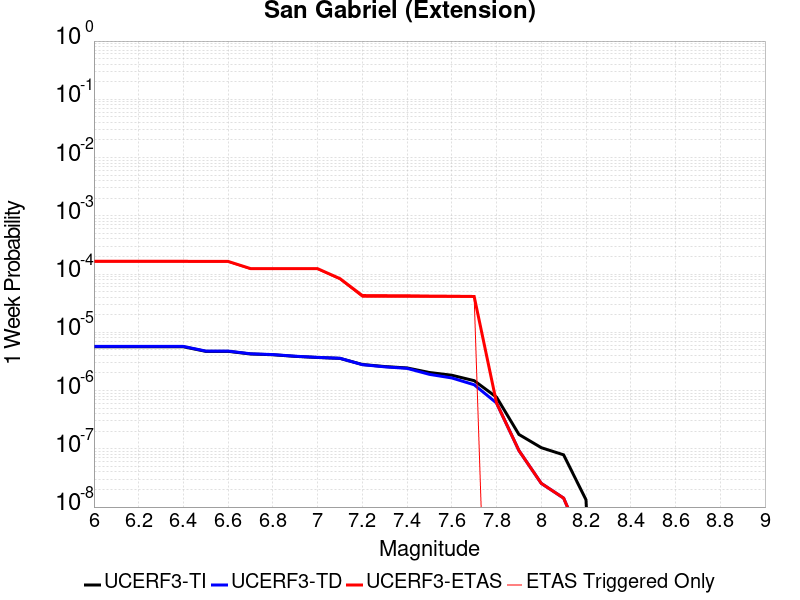 San Gabriel (Extension)
10^0
10^-1
10^-2
10^-3
10^-4
10^-5
10^-6
10^-7
10^-8
1 Week Probability
6 6.2 6.4 6.6 6.8 7 7.2 7.4 7.6 7.8 8 8.2 8.4 8.6 8.8 9
Magnitude
UCERF3-TI UCERF3-TD UCERF3-ETAS ETAS Triggered Only